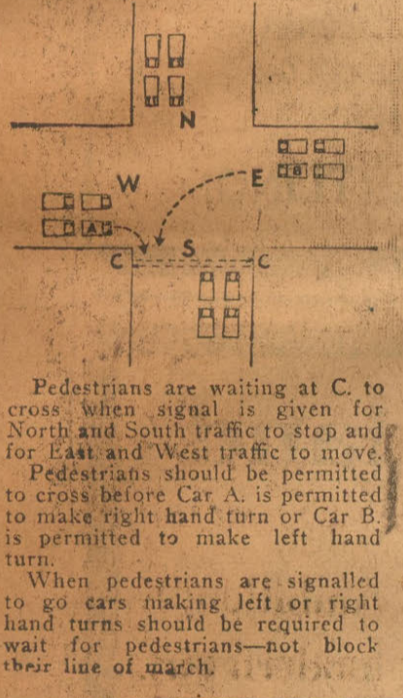 N
W
E
B
A
S
C
C
Pedestrians are waiting at C. to
cross when signal is given for
North and South traffic to stop and
for East and West traffic to move.
Pedestrians should be permitted
to cross before Car A. is permitted
to make right hand turn or Car B.
is permitted to make left hand
turn.
When pedestrians are signalled
to go cars making left or right
hand turns should be required to
wait for pedestrians—not block
their line of march.